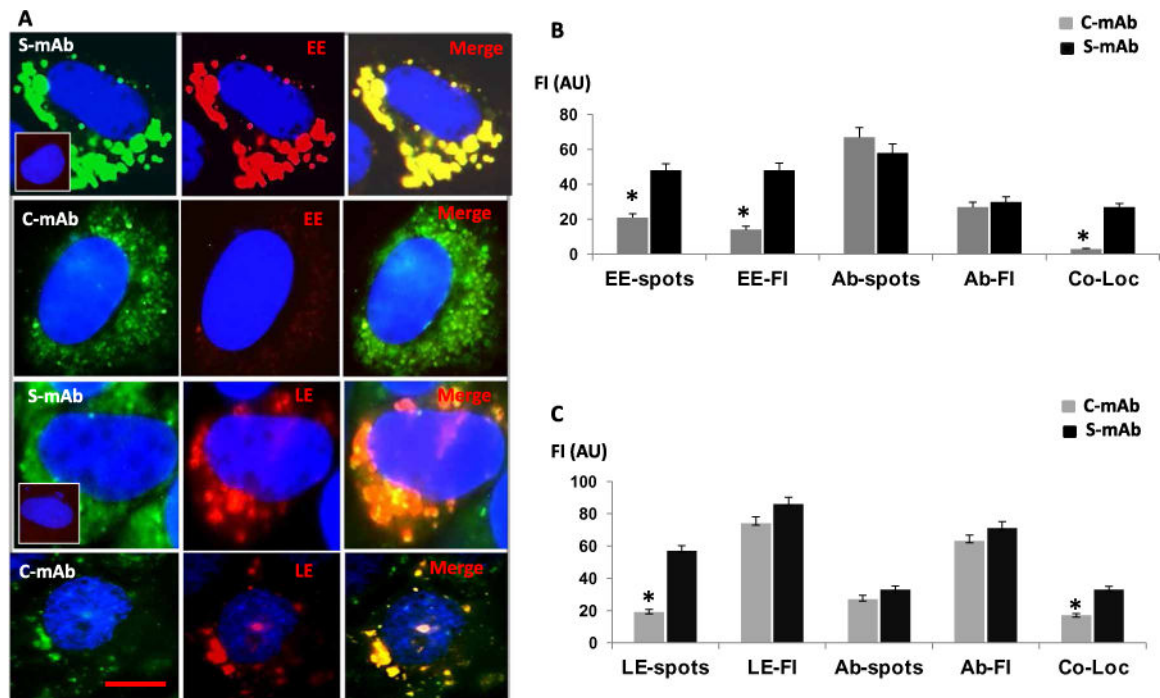 A
S-mAb EE Merge
C-mAb EE Merge
S-mAb LE Merge
C-mAb LE Merge
B
C-mAb
S-mAb
FI (AU)
80
60
40
20
0
* * *
EE-spots EE-FI Ab-spots Ab-FI Co-Loc
C
C-mAb
S-mAb
FI (AU)
100
80
60
40
20
0
* *
LE-spots LE-FI Ab-spots Ab-FI Co-Loc